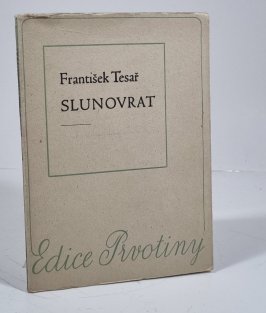 František Tesař
SLUNOVRAT
Edice Prvotiny